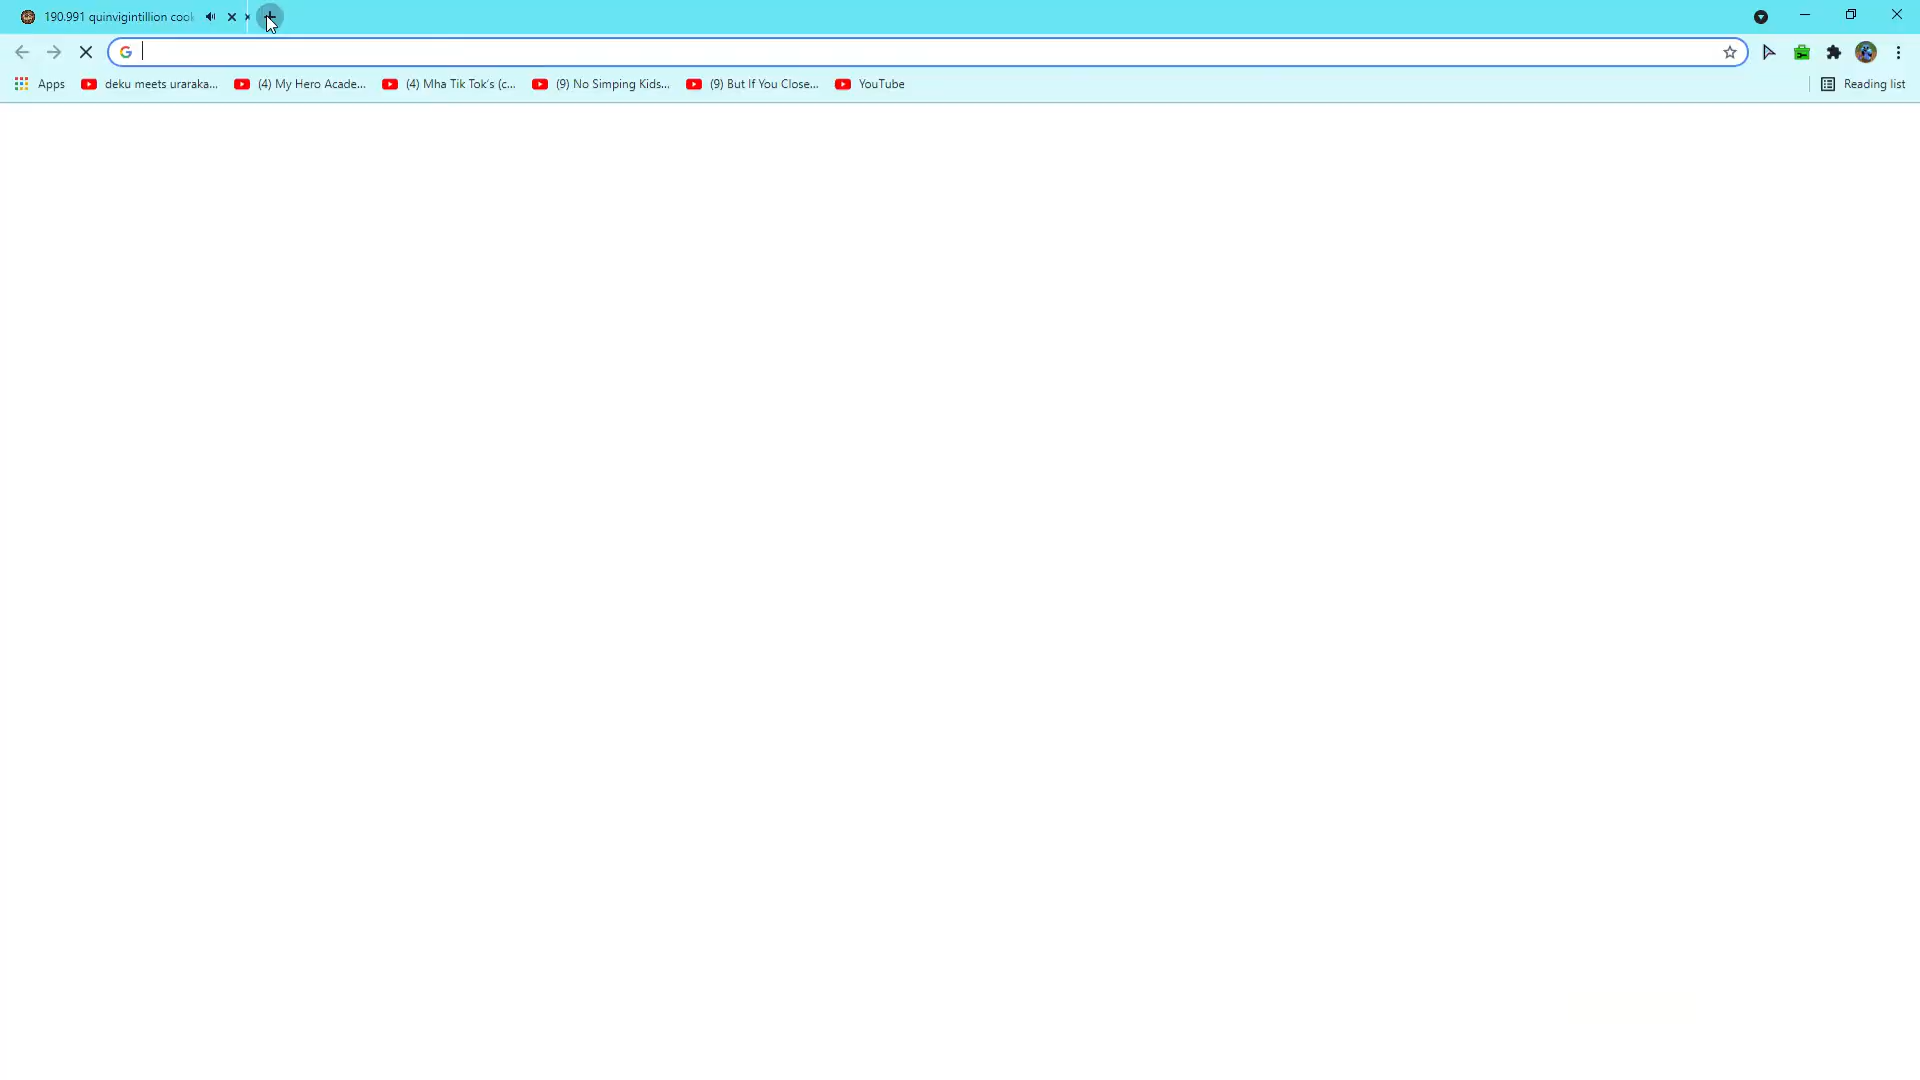 190.991 quinvigintillion cook
Apps
deku meets uraraka...
(4) My Hero Acade...
(4) Mha Tik Tok's (c...
(9) No Simping Kids...
(9) But If You Close...
YouTube
Reading list